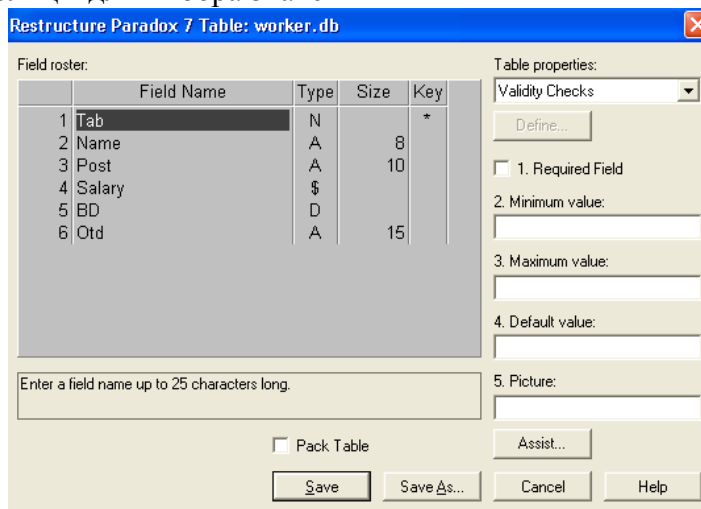 Restructure Paradox 7 Table: worker.db
Field roster:
Field Name Type Size Key
1 Tab N *
2 Name A 8
3 Post A 10
4 Salary $
5 BD D
6 Otd A 15
Enter a field name up to 25 characters long.
Pack Table
Save Save As...
Table properties:
Validity Checks
Define...
1. Required Field
2. Minimum value:
3. Maximum value:
4. Default value:
5. Picture:
Assist...
Cancel Help